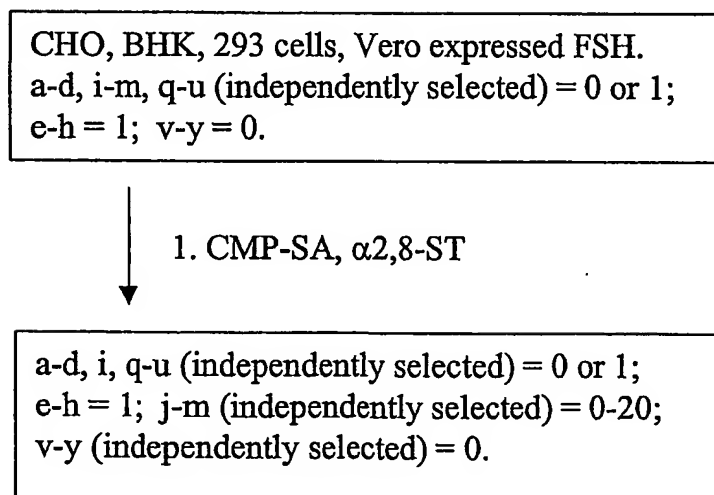 CHO, BHK, 293 cells, Vero expressed FSH.
a-d, i-m, q-u (independently selected) = 0 or 1;
e-h = 1; v-y = 0.
1. CMP-SA, α2,8-ST
a-d, i, q-u (independently selected) = 0 or 1;
e-h = 1; j-m (independently selected) = 0-20;
v-y (independently selected) = 0.